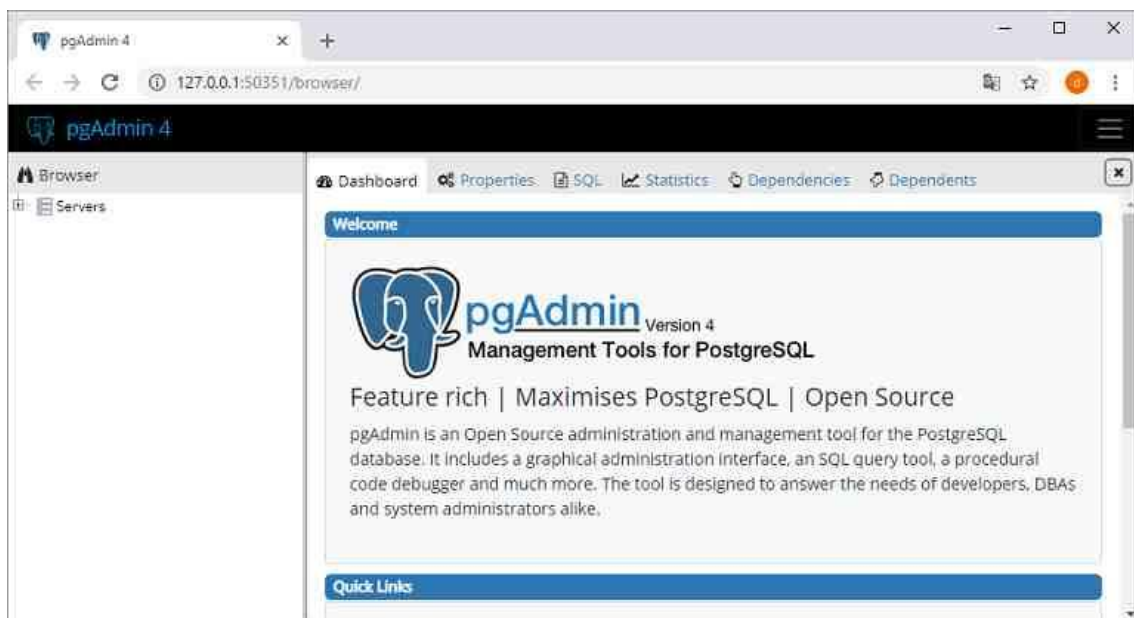 pgAdmin 4
127.0.0.1:50351/browser/
pgAdmin 4
Browser
Servers
Dashboard Properties SQL Statistics Dependencies Dependents
Welcome
pgAdmin Version 4
Management Tools for PostgreSQL
Feature rich | Maximises PostgreSQL | Open Source
pgAdmin is an Open Source administration and management tool for the PostgreSQL
database. It includes a graphical administration interface, an SQL query tool, a procedural
code debugger and much more. The tool is designed to answer the needs of developers, DBAs
and system administrators alike.
Quick Links